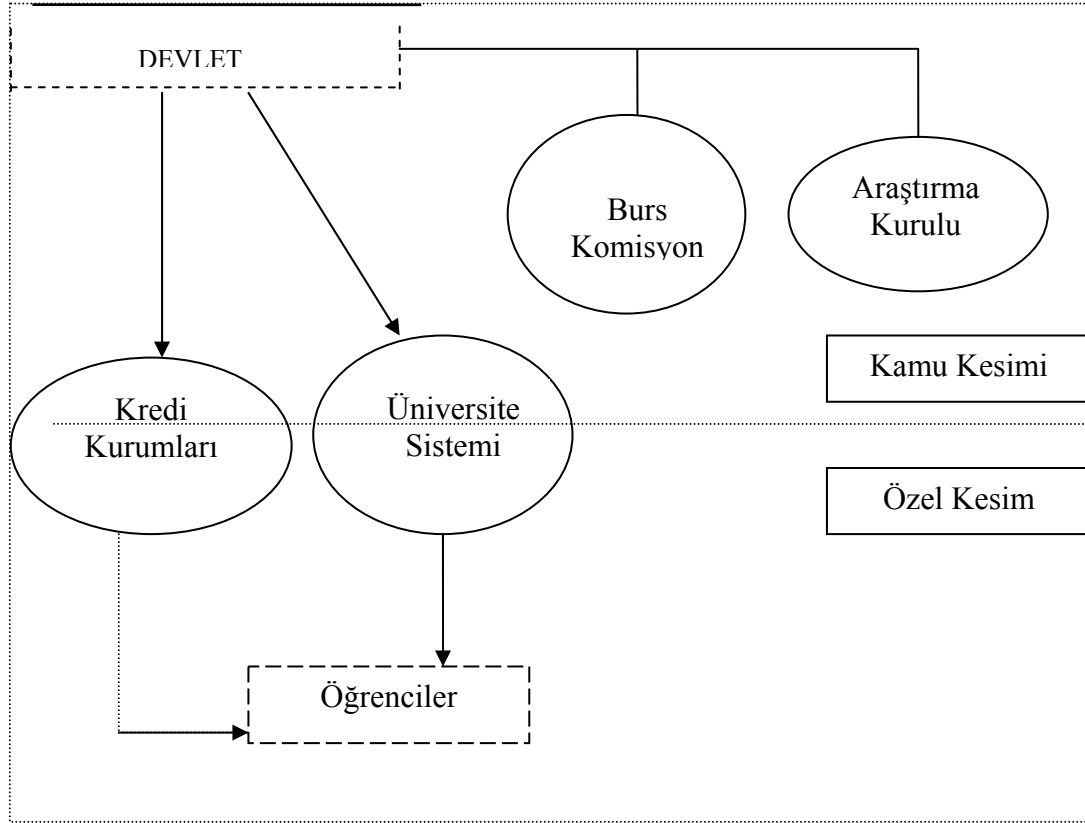 DEVLET
Burs
Komisyon
Araştırma
Kurulu
Kamu Kesimi
Kredi
Kurumları
Üniversite
Sistemi
Özel Kesim
Öğrenciler